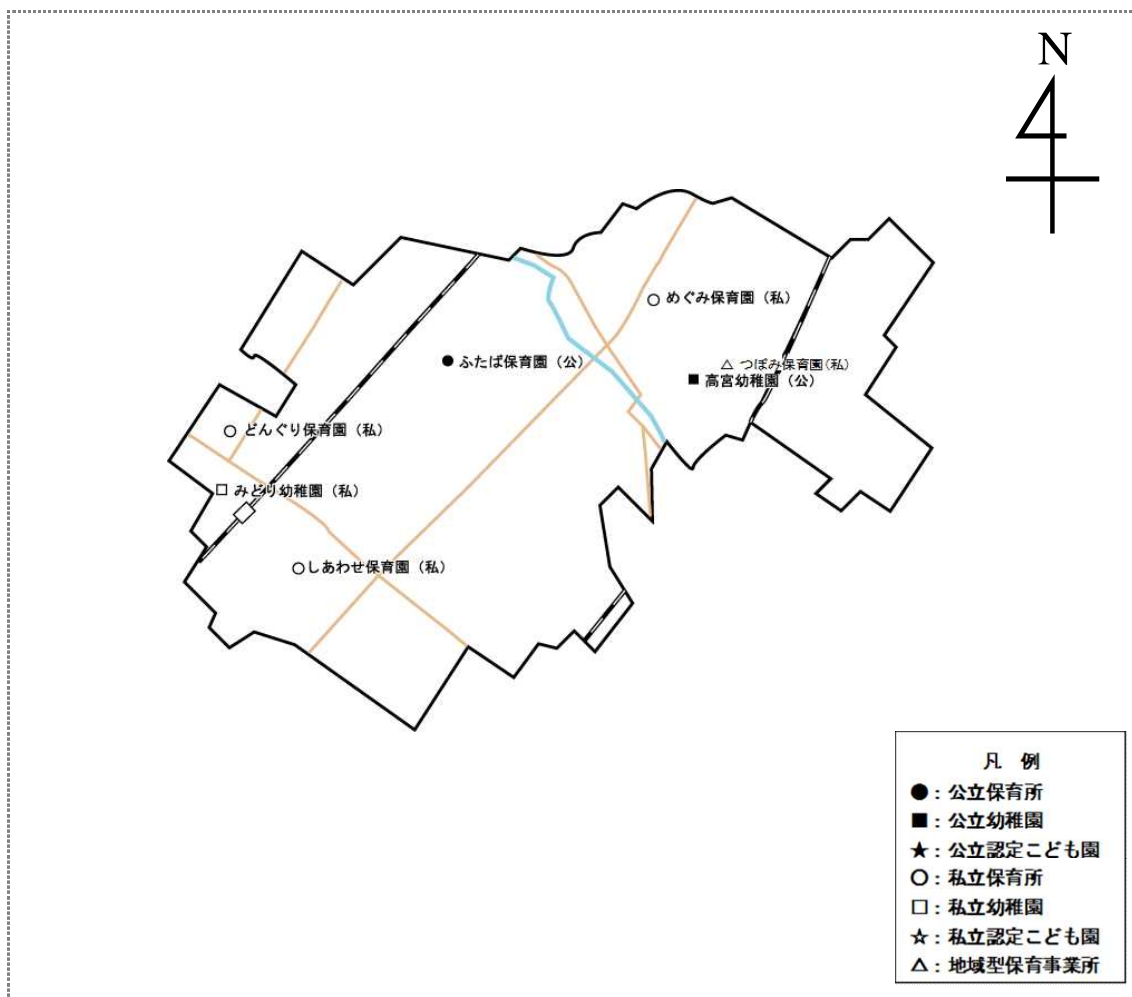 N
○ めぐみ保育園（私）
● ふたば保育園（公）
△ つぼみ保育園（私）
■ 高宮幼稚園（公）
○ どんぐり保育園（私）
□ みどり幼稚園（私）
○ しあわせ保育園（私）
凡 例
●：公立保育所
■：公立幼稚園
★：公立認定こども園
○：私立保育所
□：私立幼稚園
☆：私立認定こども園
△：地域型保育事業所